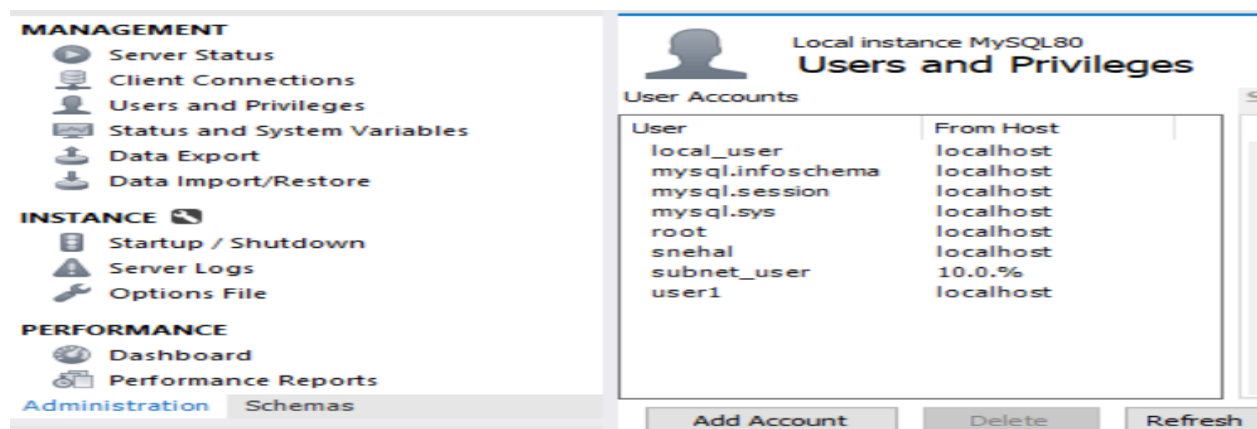 MANAGEMENT
Server Status
Client Connections
Users and Privileges
Status and System Variables
Data Export
Data Import/Restore
INSTANCE
Startup / Shutdown
Server Logs
Options File
PERFORMANCE
Dashboard
Performance Reports
Administration Schemas
Local instance MySQL80
Users and Privileges
User Accounts
User From Host
local_user localhost
mysql.infoschema localhost
mysql.session localhost
mysql.sys localhost
root localhost
snehal localhost
subnet_user 10.0.%
user1 localhost
Add Account Delete Refresh